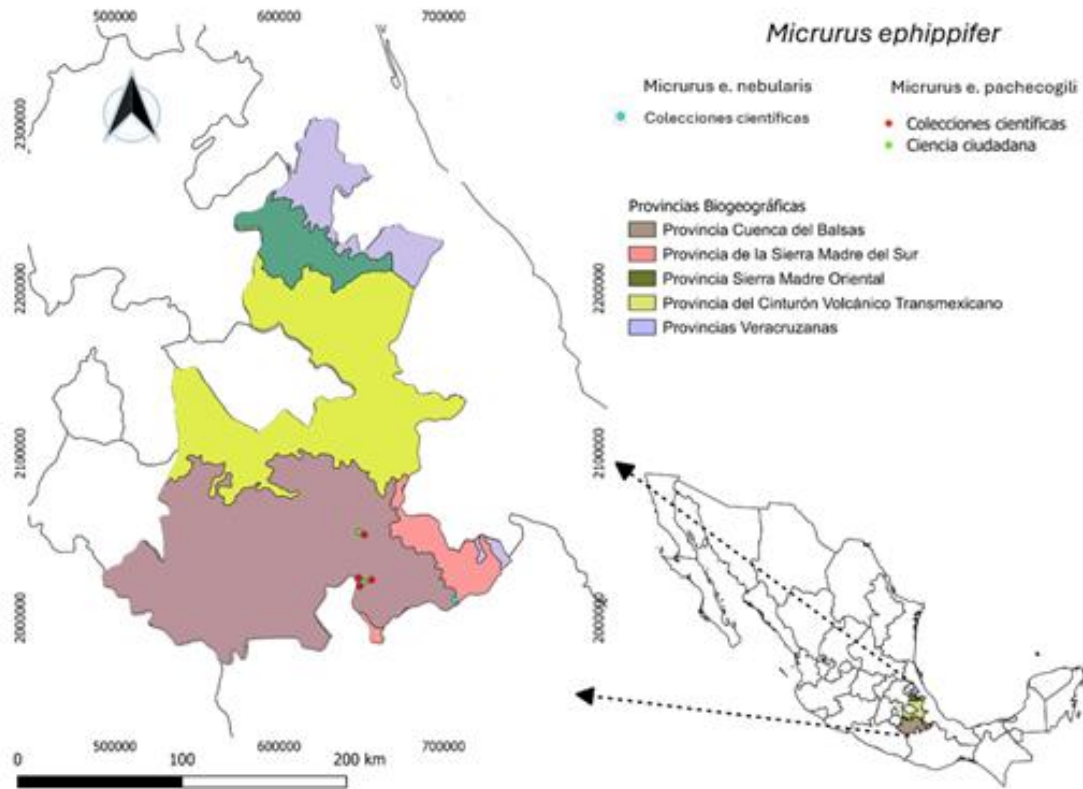 500000 600000 700000
Micrurus ephippifer
Micrurus e. nebularis
Colecciones científicas
Micrurus e. pachecogili
Colecciones científicas
Ciencia ciudadana
Provincias Biogeográficas
Provincia Cuenca del Balsas
Provincia de la Sierra Madre del Sur
Provincia Sierra Madre Oriental
Provincia del Cinturón Volcánico Transmexicano
Provincias Veracruzanas
2300000
2200000 2200000
2100000 2100000
2000000 2000000
500000 600000 700000
0 100 200 km